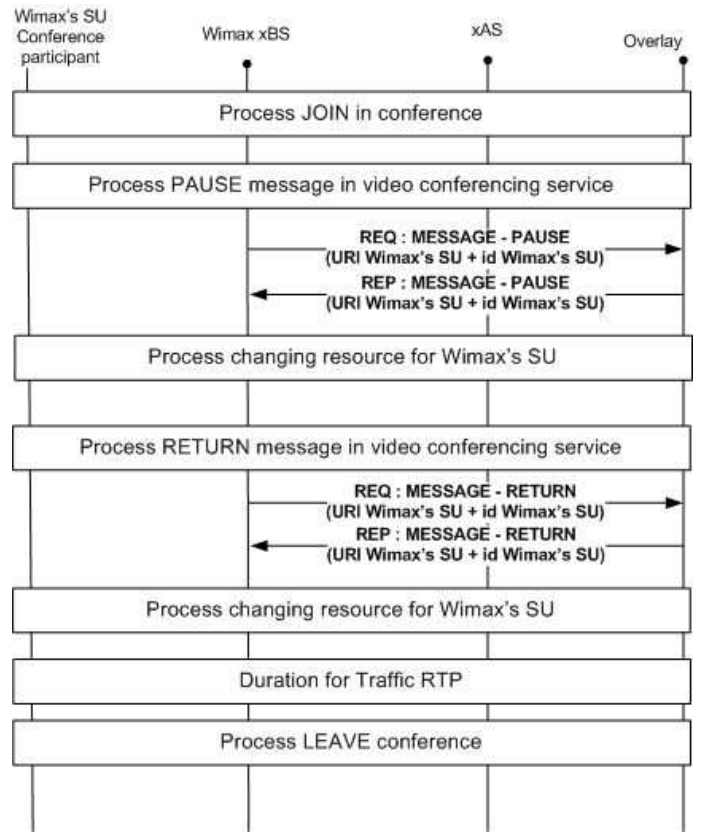 Wimax's SU
Conference
participant
Wimax xBS
xAS
Overlay
Process JOIN in conference
Process PAUSE message in video conferencing service
REQ : MESSAGE - PAUSE
(URI Wimax's SU + id Wimax's SU)
REP : MESSAGE - PAUSE
(URI Wimax's SU + id Wimax's SU)
Process changing resource for Wimax's SU
Process RETURN message in video conferencing service
REQ : MESSAGE - RETURN
(URI Wimax's SU + id Wimax's SU)
REP : MESSAGE - RETURN
(URI Wimax's SU + id Wimax's SU)
Process changing resource for Wimax's SU
Duration for Traffic RTP
Process LEAVE conference